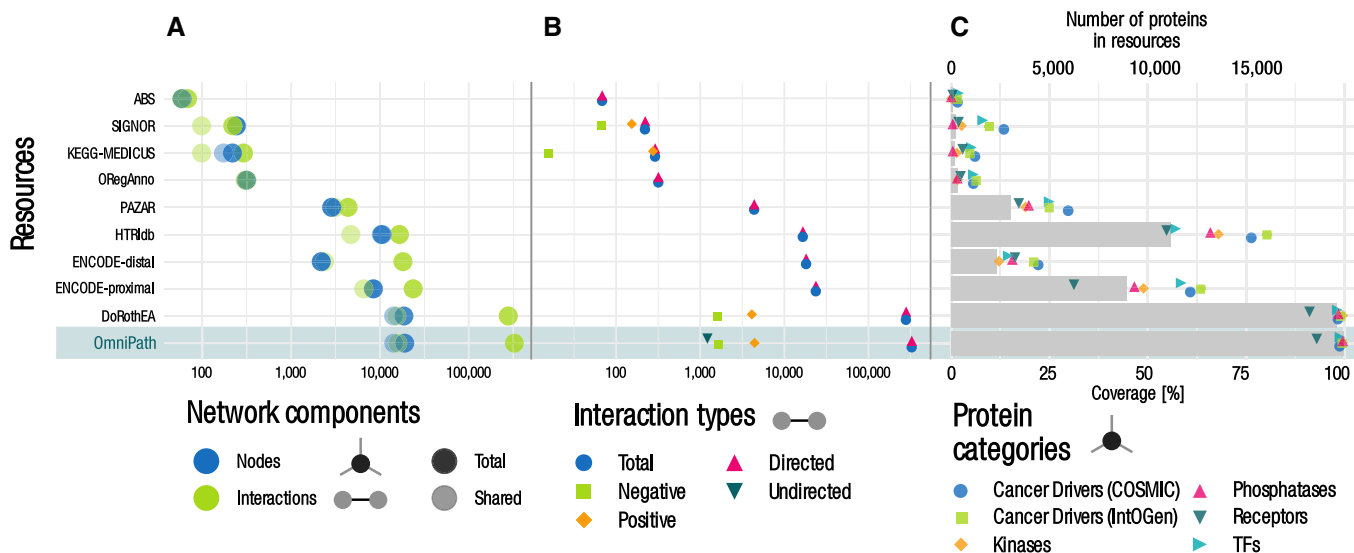 A
B
C
Number of proteins
in resources
0
5,000
10,000
15,000
Resources
ABS
SIGNOR
KEGG-MEDICUS
ORegAnno
PAZAR
HTRIdb
ENCODE-distal
ENCODE-proximal
DoRothEA
OmniPath
100
1,000
10,000
100,000
100
1,000
10,000
100,000
0
25
50
75
100
Coverage [%]
Network components
Nodes
Total
Interactions
Shared
Interaction types
Total
Directed
Negative
Undirected
Positive
Protein
categories
Cancer Drivers (COSMIC)
Phosphatases
Cancer Drivers (IntOGen)
Receptors
Kinases
TFs